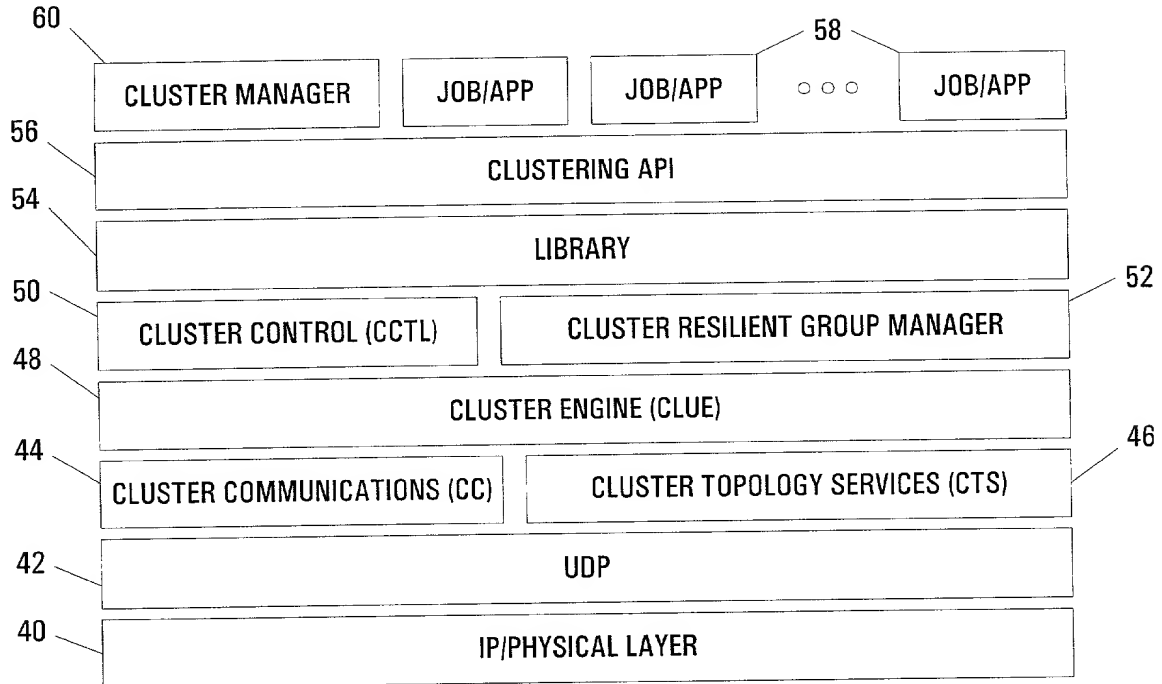 60
58
CLUSTER MANAGER JOB/APP JOB/APP ○ ○ ○ JOB/APP
56
CLUSTERING API
54
LIBRARY
50
52
CLUSTER CONTROL (CCTL) CLUSTER RESILIENT GROUP MANAGER
48
CLUSTER ENGINE (CLUE)
44
46
CLUSTER COMMUNICATIONS (CC) CLUSTER TOPOLOGY SERVICES (CTS)
42
UDP
40
IP/PHYSICAL LAYER